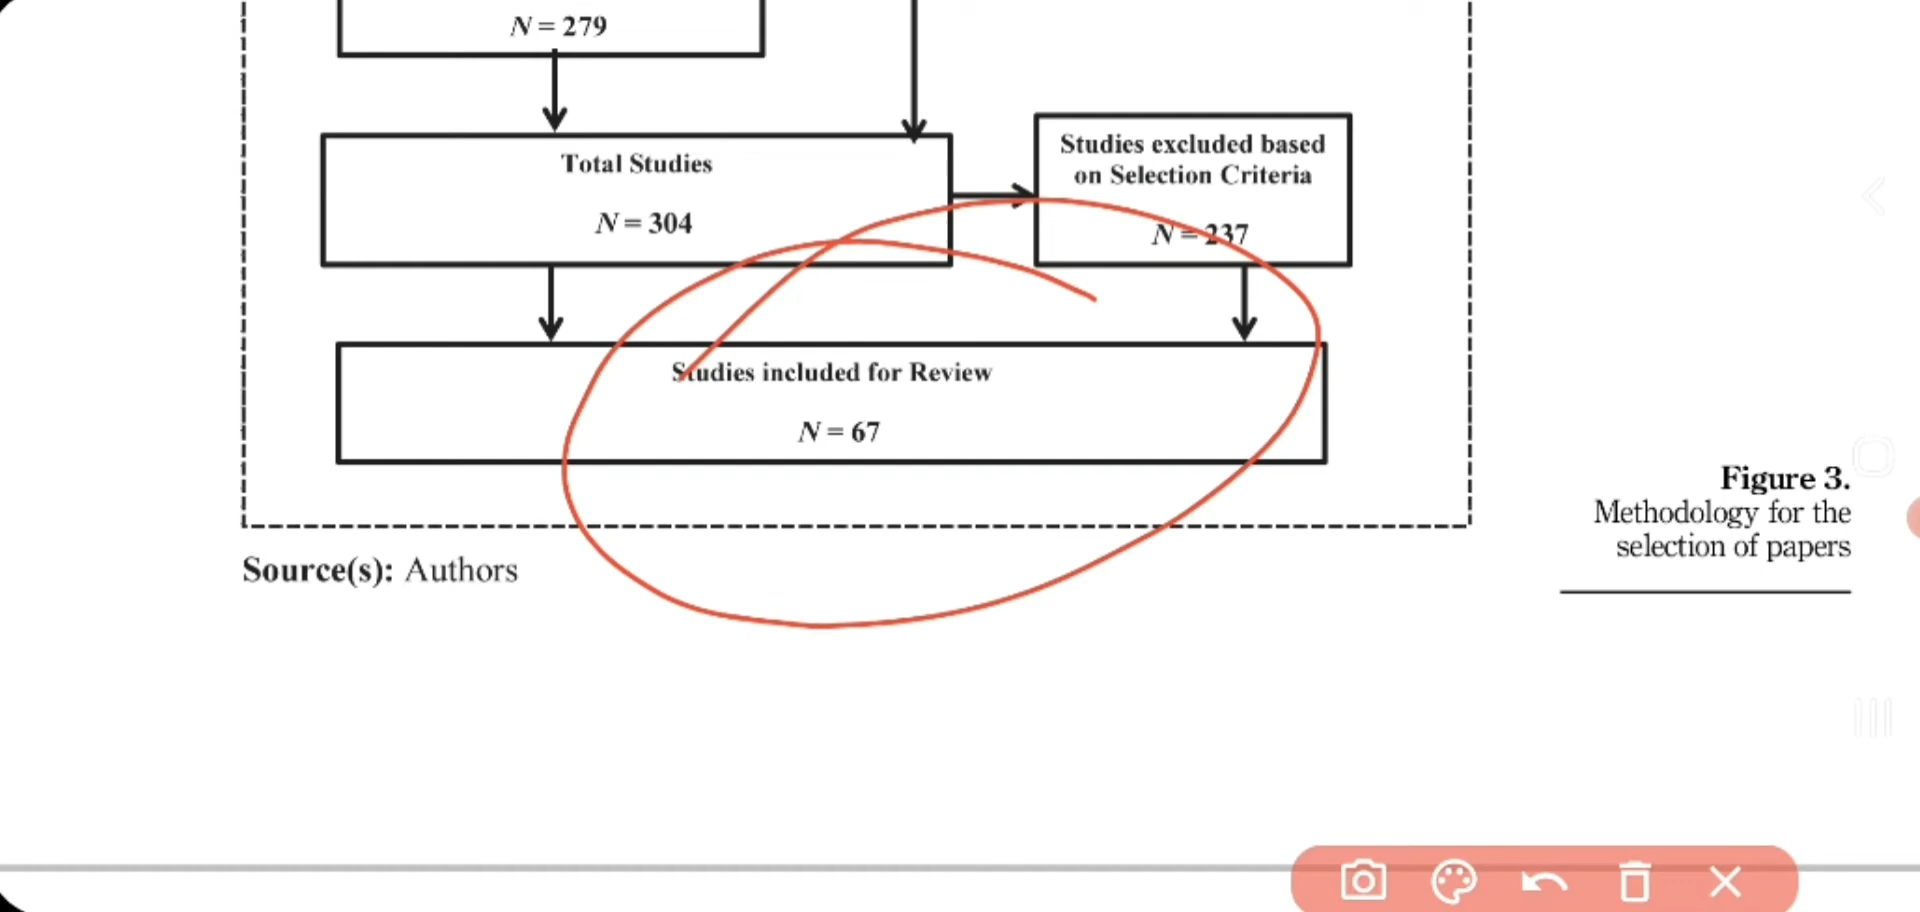 N = 279
Total Studies
N = 304
Studies excluded based
on Selection Criteria
N = 237
Studies included for Review
N = 67
Source(s): Authors
Figure 3.
Methodology for the
selection of papers